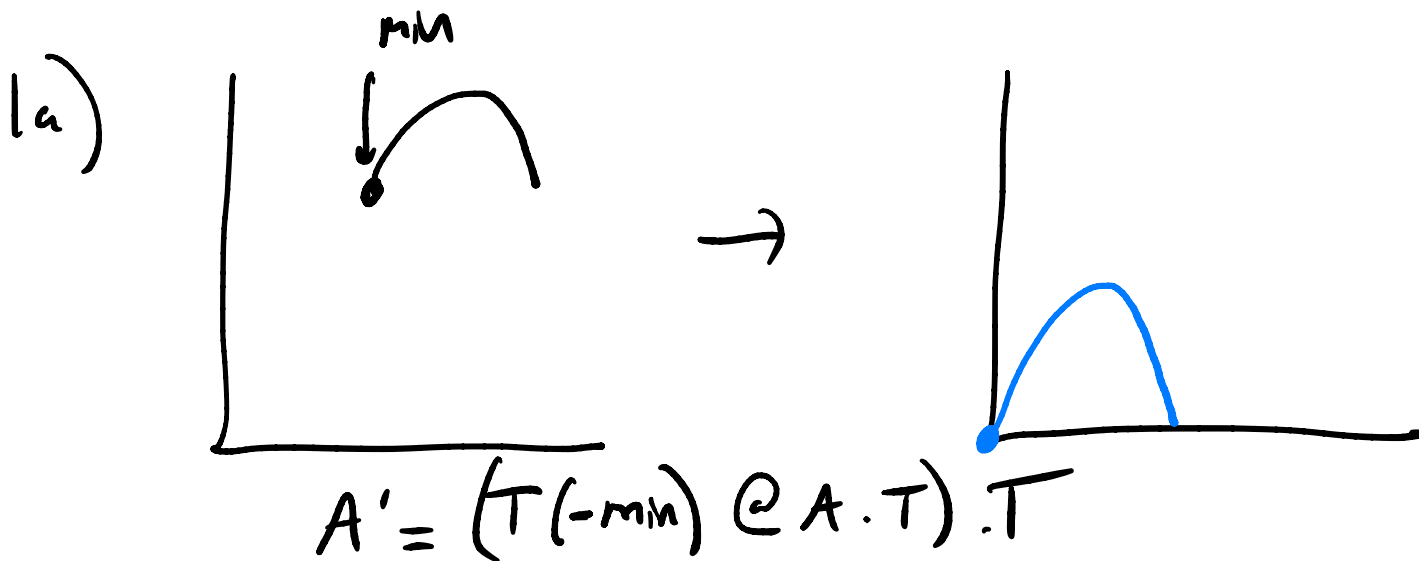 min
1a)
A' = (T(-min) @ A.T).T